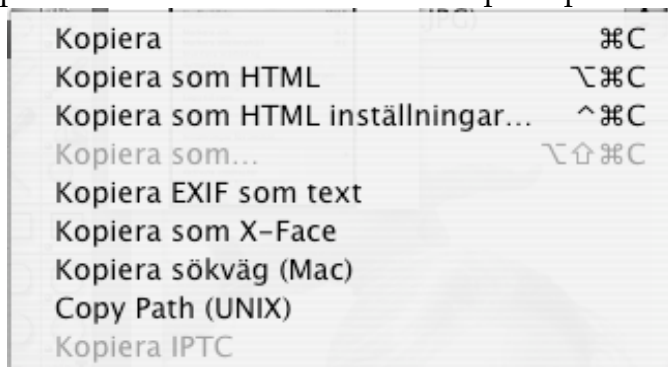 (JPG)
Kopiera ⌘C
Kopiera som HTML ⌥⌘C
Kopiera som HTML inställningar... ^⌘C
Kopiera som... ⌥⇧⌘C
Kopiera EXIF som text
Kopiera som X-Face
Kopiera sökväg (Mac)
Copy Path (UNIX)
Kopiera IPTC